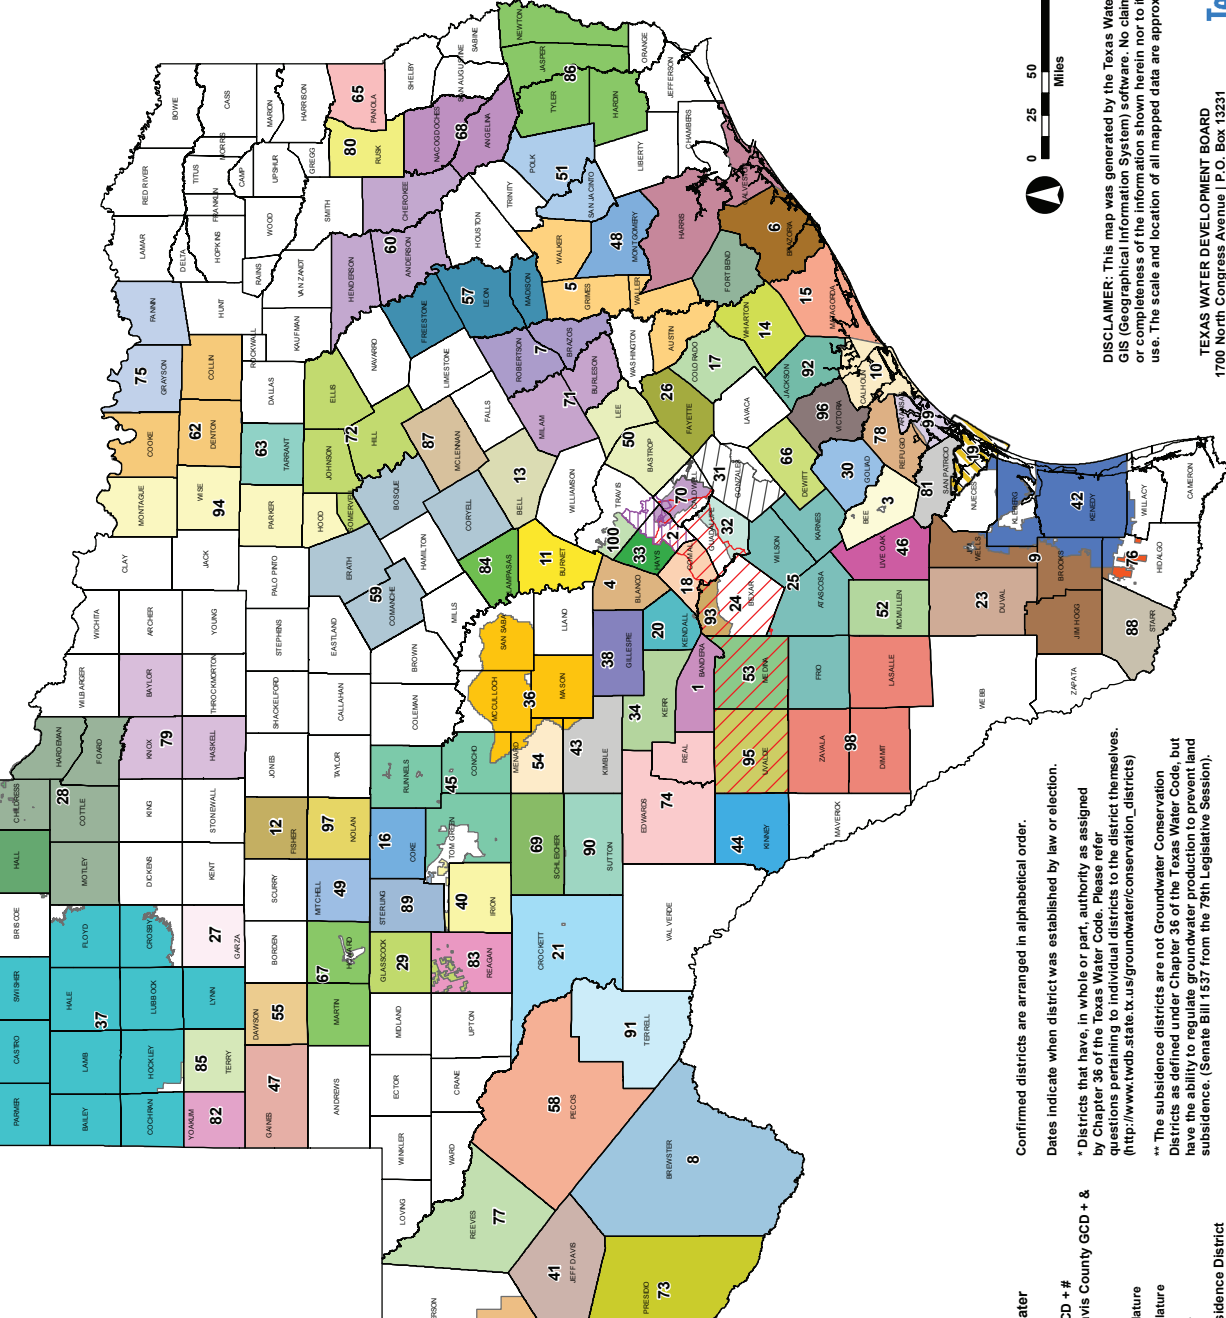 PARMER
CASTRO
SWISHER
BRISCOE
HALL
CHILDRESS
BAILEY
LAMB
HALE
FLOYD
MOTLEY
COTTLE
28
HARDEMAN
FOARD
WILBARGER
WICHITA
CLAY
MONTAGUE
COOKE
75
GRAYSON
FANNIN
LAMAR
RED RIVER
BOWIE
37
COCHRAN
HOCKLEY
LUBBOCK
CROSBY
DICKENS
KING
KNOX
79
BAYLOR
ARCHER
JACK
WISE
94
62
DENTON
COLLIN
HUNT
DELTA
HOPKINS
FRANKLIN
TITUS
MORRIS
CAMP
CASS
MARION
YOAKUM
82
85
TERRY
LYNN
27
GARZA
KENT
STONEWALL
HASKELL
THROCKMORTON
YOUNG
PALO PINTO
PARKER
63
TARRANT
DALLAS
ROCKWALL
KAUFMAN
RAINS
VAN ZANDT
WOOD
UPSHUR
SMITH
GREGG
HARRISON
GAINES
47
DAWSON
55
BORDEN
SCURRY
12
FISHER
JONES
SHACKELFORD
STEPHENS
ANDREWS
MARTIN
67
HOWARD
MITCHELL
49
97
NOLAN
TAYLOR
CALLAHAN
EASTLAND
ERATH
59
COMANCHE
HOOD
SOMERVELL
JOHNSON
72
HILL
ELLIS
NAVARRO
HENDERSON
60
ANDERSON
CHEROKEE
80
RUSK
65
PANOLA
SHELBY
LOVING
WINKLER
ECTOR
MIDLAND
29
GLASSCOCK
STERLING
89
16
COKE
RUNNELS
COLEMAN
BROWN
MILLS
HAMILTON
BOSQUE
CORYELL
87
MCLENNAN
LIMESTONE
FREESTONE
57
LEON
MADISON
HOUSTON
TRINITY
NACOGDOCHES
68
ANGELINA
SAN AUGUSTINE
SABINE
REEVES
77
WARD
CRANE
UPTON
83
REAGAN
40
IRION
TOM GREEN
45
CONCHO
MCCULLOCH
SAN SABA
84
LAMPASAS
13
BELL
FALLS
ROBERTSON
7
BRAZOS
MILAM
71
BURLESON
5
GRIMES
WALLER
WALKER
POLK
51
SAN JACINTO
TYLER
JASPER
NEWTON
86
HARDIN
58
PECOS
CROCKETT
21
69
SCHLEICHER
90
SUTTON
MENARD
54
36
MASON
LLANO
43
KIMBLE
11
BURNET
WILLIAMSON
TRAVIS
50
LEE
BASTROP
WASHINGTON
AUSTIN
48
MONTGOMERY
LIBERTY
ORANGE
JEFFERSON
CHAMBERS
41
JEFF DAVIS
91
TERRELL
VAL VERDE
EDWARDS
74
REAL
34
KERR
38
GILLESPIE
4
BLANCO
33
HAYS
100
2
70
CALDWELL
31
GONZALES
26
FAYETTE
17
COLORADO
FORT BEND
HARRIS
GALVESTON
73
PRESIDIO
8
BREWSTER
44
KINNEY
95
UVALDE
53
MEDINA
1
BANDERA
20
KENDALL
18
COMAL
93
24
BEXAR
32
GUADALUPE
WILSON
25
ATASCOSA
KARNES
66
DEWITT
LAVACA
14
WHARTON
6
BRAZORIA
15
MATAGORDA
MAVERICK
ZAVALA
98
DIMMIT
FRIO
LASALLE
52
MCMULLEN
46
LIVE OAK
BEE
3
30
GOLIAD
96
VICTORIA
92
JACKSON
10
CALHOUN
78
REFUGIO
ARANSAS
99
81
SAN PATRICIO
19
NUECES
WEBB
23
DUVAL
JIM WELLS
KLEBERG
42
KENEDY
9
BROOKS
JIM HOGG
ZAPATA
88
STARR
76
HIDALGO
WILLACY
CAMERON
0
25
50
Miles
Confirmed districts are arranged in alphabetical order.
Dates indicate when district was established by law or election.
* Districts that have, in whole or part, authority as assigned
by Chapter 36 of the Texas Water Code. Please refer
questions pertaining to individual districts to the district themselves.
(http://www.twdb.state.tx.us/groundwater/conservation_districts)
** The subsidence districts are not Groundwater Conservation
Districts as defined under Chapter 36 of the Texas Water Code, but
have the ability to regulate groundwater production to prevent land
subsidence. (Senate Bill 1537 from the 79th Legislative Session).
DISCLAIMER: This map was generated by the Texas Wate
GIS (Geographical Information System) software. No claim
or completeness of the information shown herein nor to i
use. The scale and location of all mapped data are approx
TEXAS WATER DEVELOPMENT BOARD
1700 North Congress Avenue | P.O. Box 13231
Te
ater
CD + #
avis County GCD + &
lature
lature
sidence District
ERSON